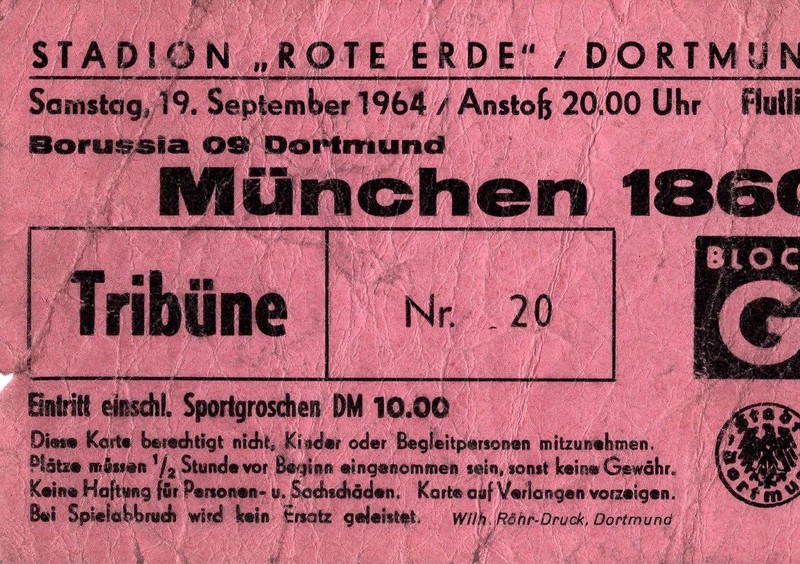 STADION „ROTE ERDE“ / DORTMUN
Samstag, 19. September 1964 / Anstoß 20.00 Uhr Flutli
Borussia 09 Dortmund
München 1860
Tribüne
Nr. 20
BLOC
G
Eintritt einschl. Sportgroschen DM 10.00
Diese Karte berechtigt nicht, Kinder oder Begleitpersonen mitzunehmen.
Plätze müssen 1/2 Stunde vor Beginn eingenommen sein, sonst keine Gewähr.
Keine Haftung für Personen- u. Sachschäden. Karte auf Verlangen vorzeigen.
Bei Spielabbruch wird kein Ersatz geleistet. Wilh. Röhr-Druck, Dortmund